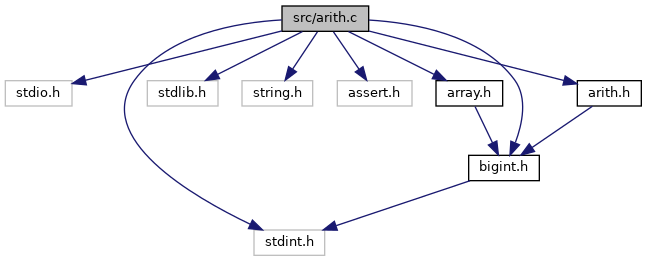 src/arith.c
stdio.h
stdlib.h
string.h
assert.h
array.h
arith.h
bigint.h
stdint.h